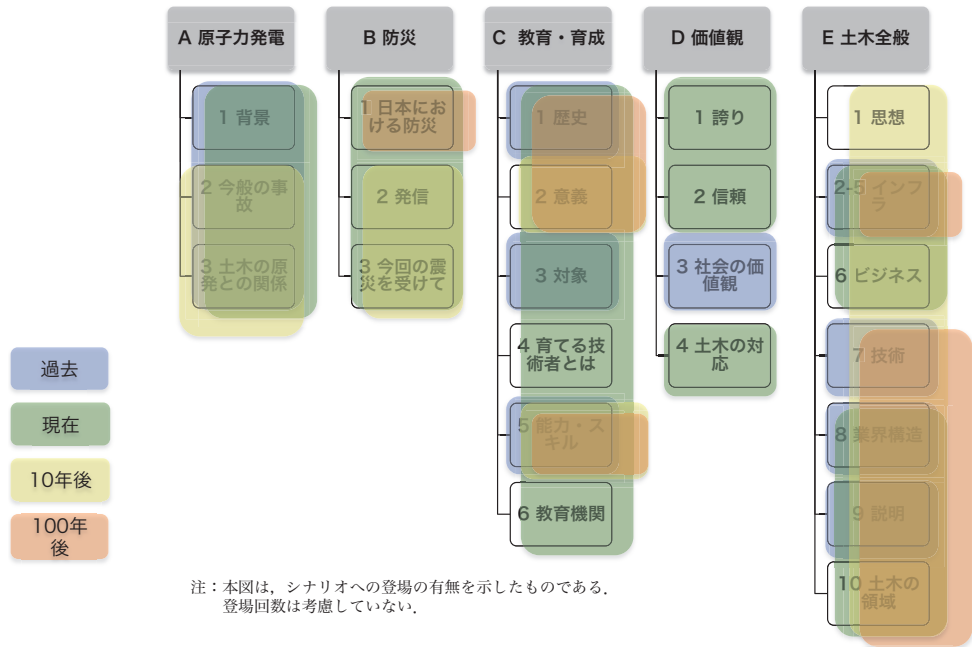 A 原子力発電
B 防災
C 教育・育成
D 価値観
E 土木全般
1 背景
2 今般の事
故
3 土木の原
発との関係
1 日本にお
ける防災
2 発信
3 今回の震
災を受けて
1 歴史
2 意義
3 対象
4 育てる技
術者とは
5 能力・ス
キル
6 教育機関
1 誇り
2 信頼
3 社会の価
値観
4 土木の対
応
1 思想
2-5 インフ
ラ
6 ビジネス
7 技術
8 業界構造
9 説明
10 土木の
領域
過去
現在
10年後
100年
後
注：本図は，シナリオへの登場の有無を示したものである．
登場回数は考慮していない．